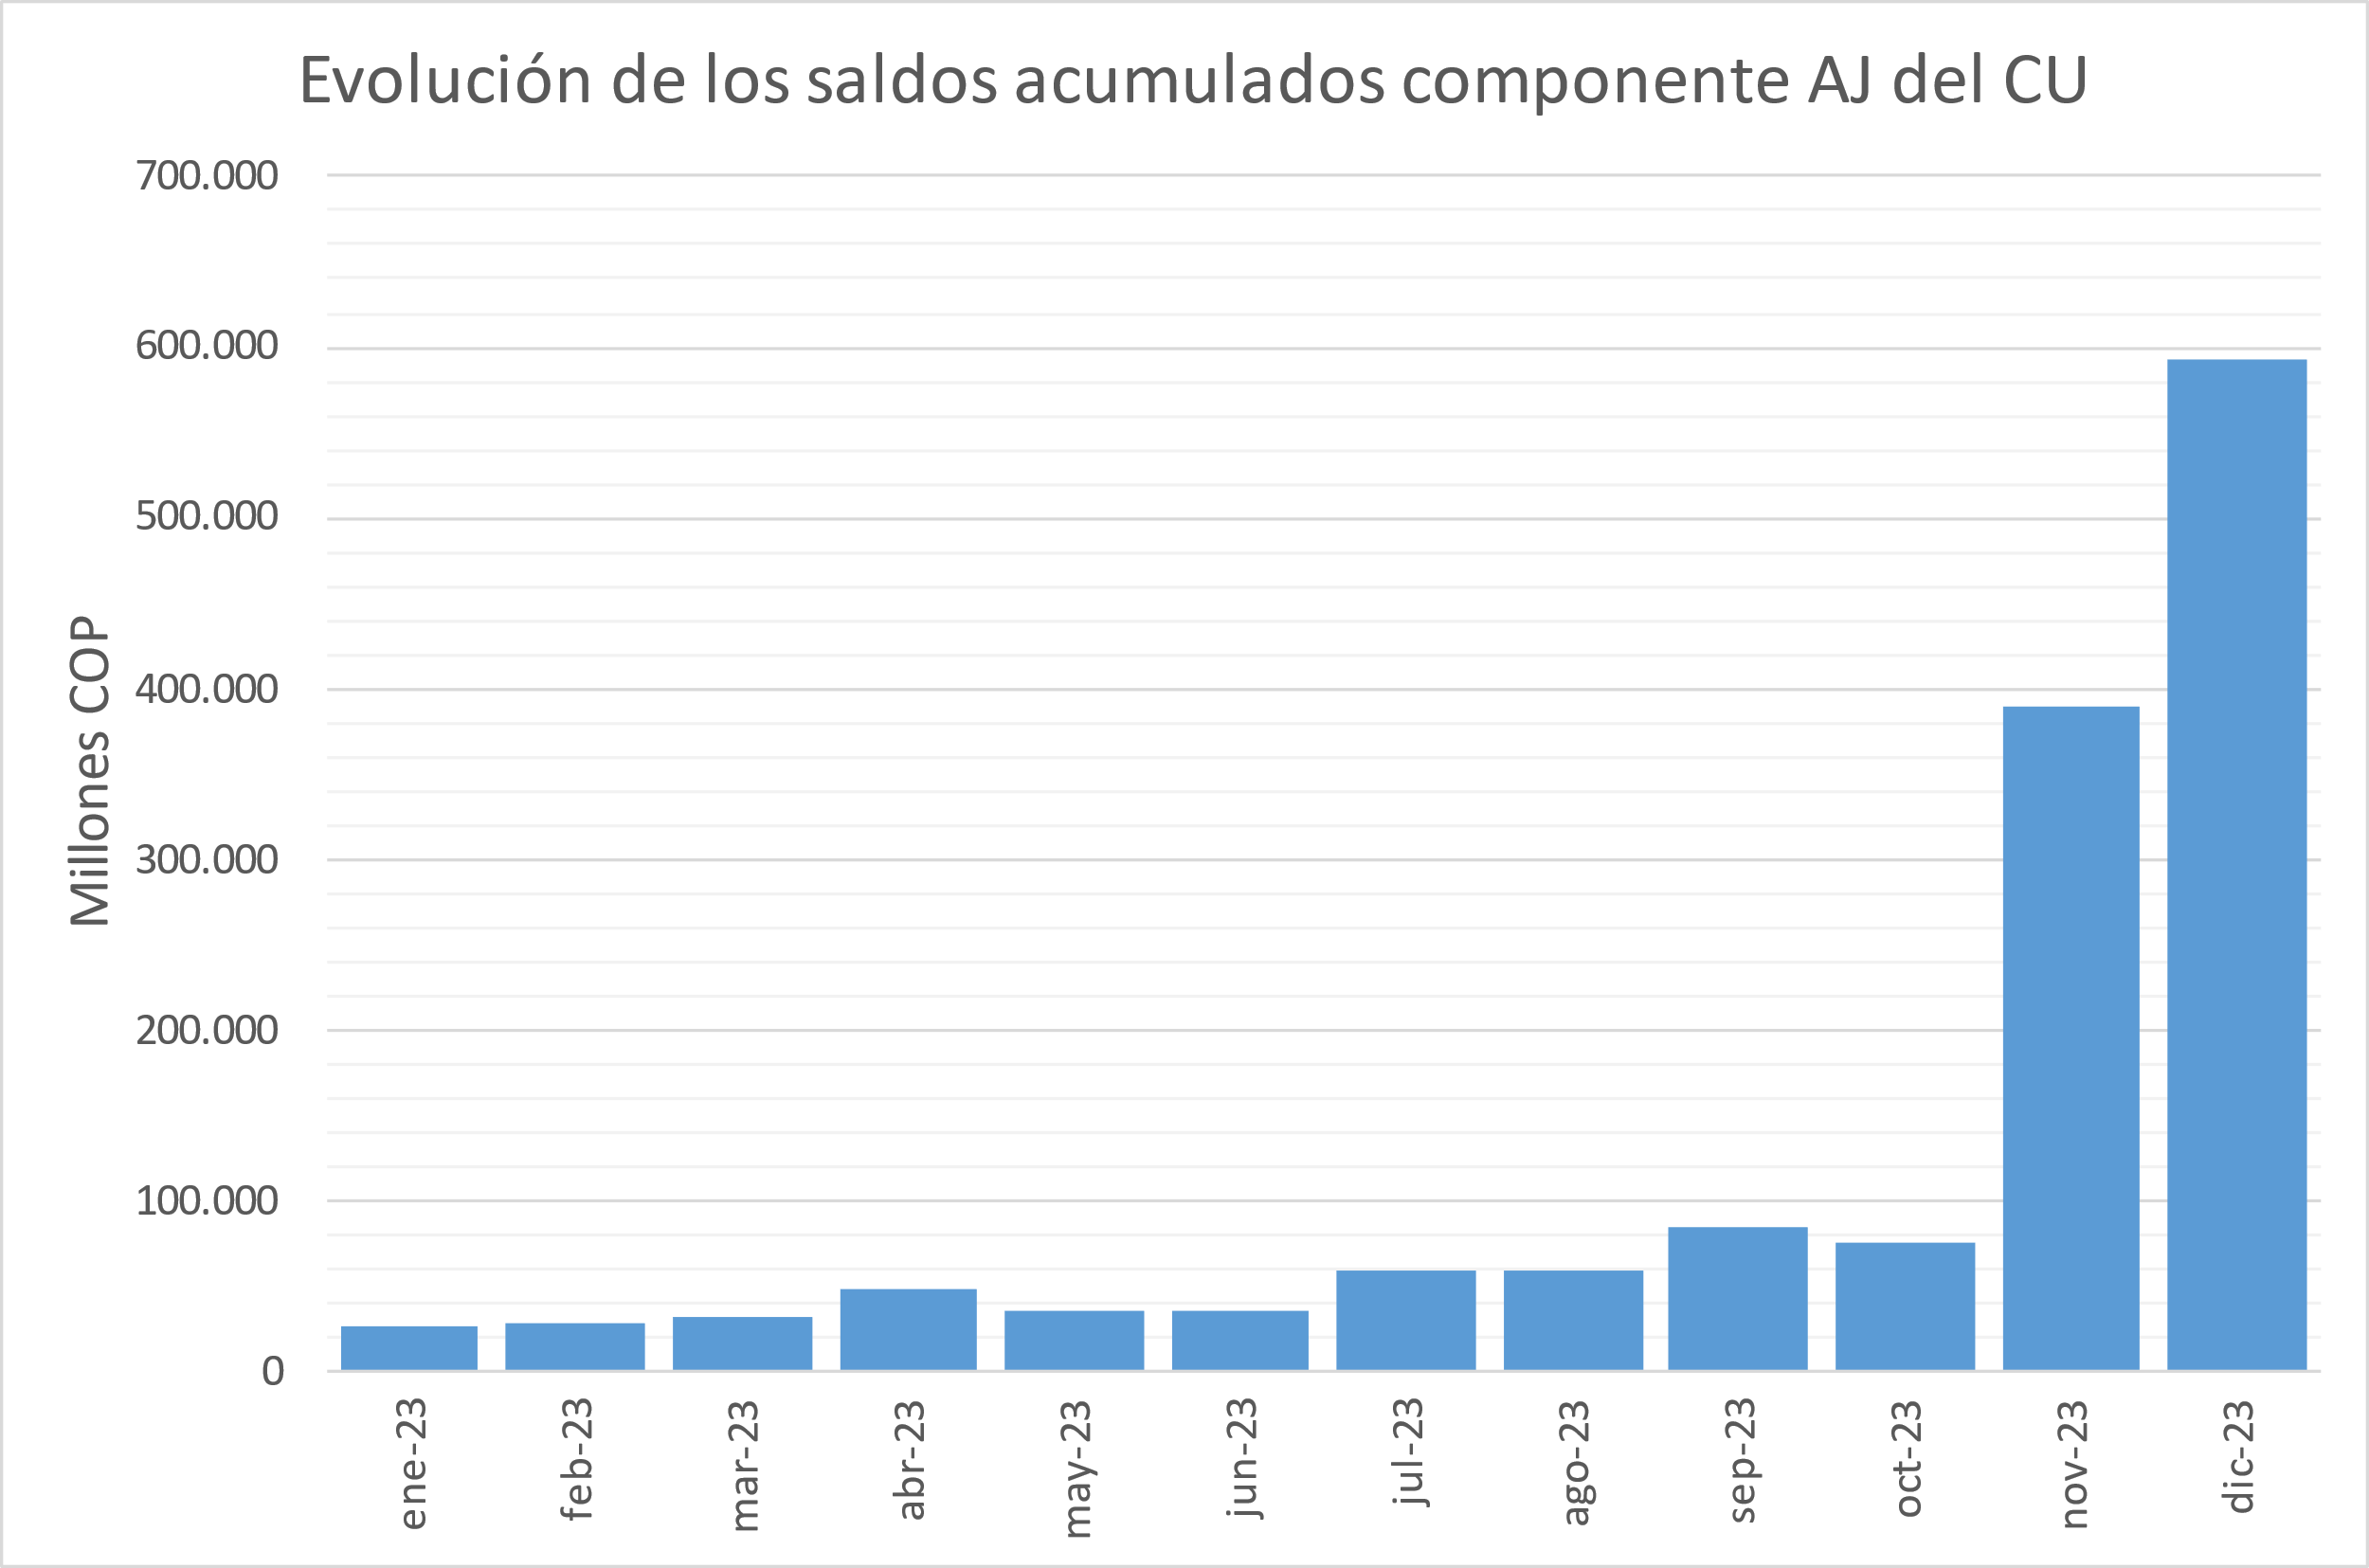 Evolución de los saldos acumulados componente AJ del CU
700.000
600.000
500.000
400.000
300.000
200.000
100.000
0
Millones COP
ene-23
feb-23
mar-23
abr-23
may-23
jun-23
jul-23
ago-23
sep-23
oct-23
nov-23
dic-23